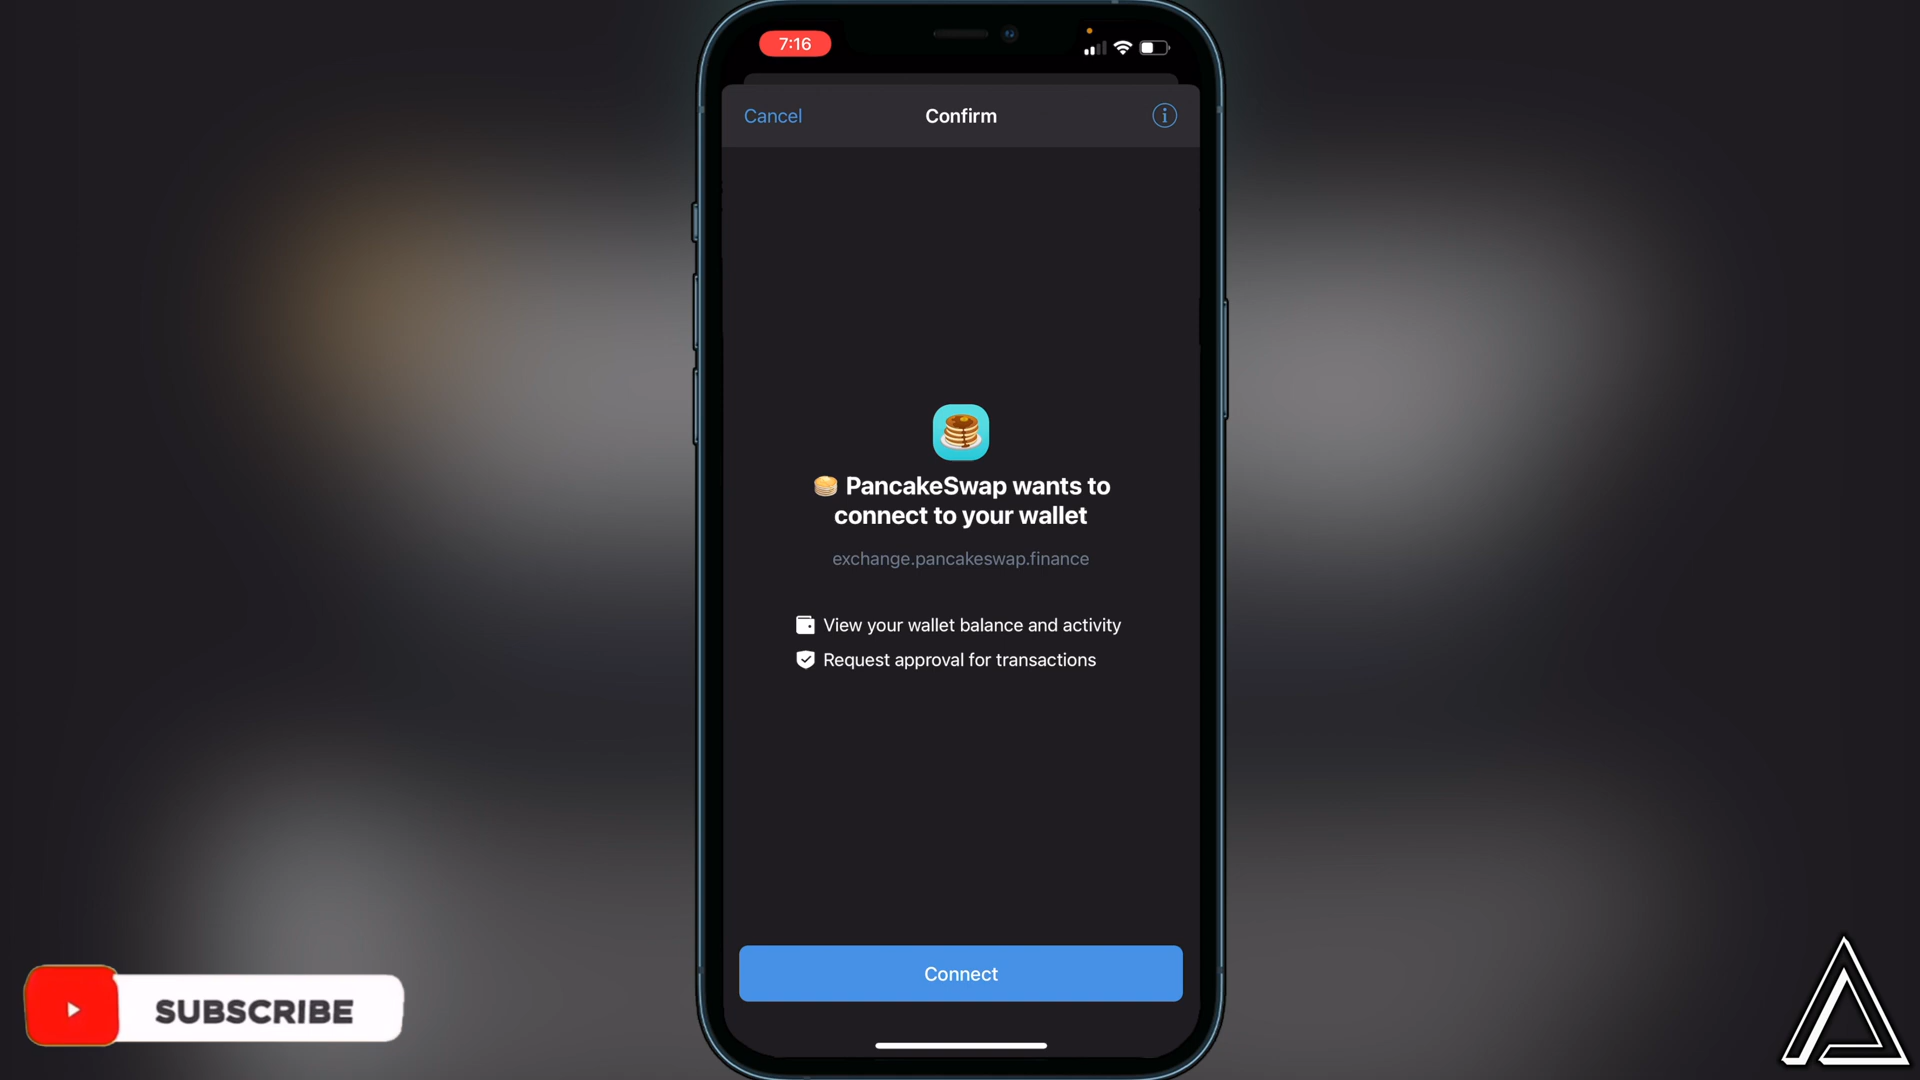 7:16
Cancel
Confirm
PancakeSwap wants to
connect to your wallet
exchange.pancakeswap.finance
View your wallet balance and activity
Request approval for transactions
Connect
SUBSCRIBE